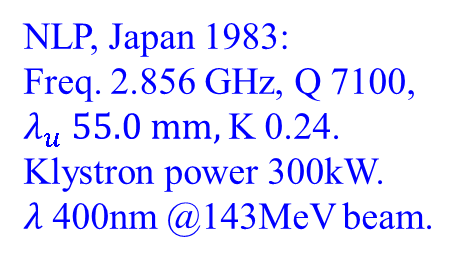 NLP, Japan 1983:
Freq. 2.856 GHz, Q 7100,
λᵤ 55.0 mm, K 0.24.
Klystron power 300kW.
λ 400nm @143MeV beam.